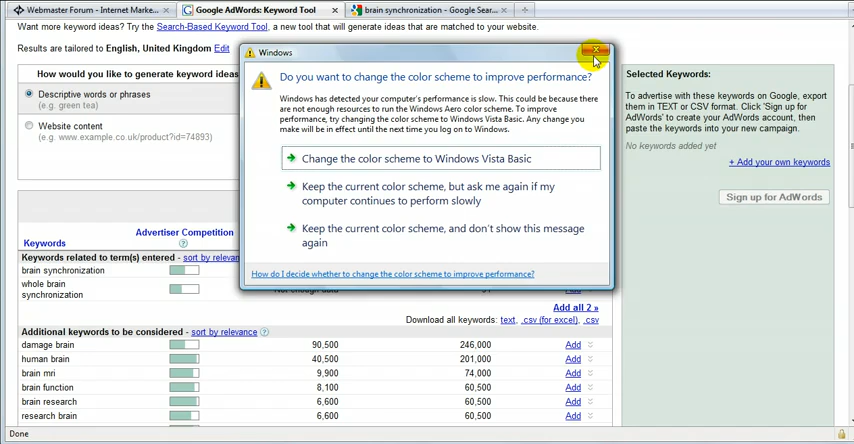 Webmaster Forum - Internet Marke...
Google AdWords: Keyword Tool
brain synchronization - Google Sear...
Want more keyword ideas? Try the Search-Based Keyword Tool, a new tool that will generate ideas that are matched to your website.
Results are tailored to English, United Kingdom Edit
How would you like to generate keyword ideas
Descriptive words or phrases
(e.g. green tea)
Website content
(e.g. www.example.co.uk/product?id=74893)
Windows
Do you want to change the color scheme to improve performance?
Windows has detected your computer's performance is slow. This could be because there
are not enough resources to run the Windows Aero color scheme. To improve
performance, try changing the color scheme to Windows Vista Basic. Any change you
make will be in effect until the next time you log on to Windows.
Change the color scheme to Windows Vista Basic
Keep the current color scheme, but ask me again if my
computer continues to perform slowly
Keep the current color scheme, and don't show this message
again
How do I decide whether to change the color scheme to improve performance?
Selected Keywords:
To advertise with these keywords on Google, export
them in TEXT or CSV format. Click 'Sign up for
AdWords' to create your AdWords account, then
paste the keywords into your new campaign.
No keywords added yet
+ Add your own keywords
Sign up for AdWords
Keywords
Advertiser Competition
?
Keywords related to term(s) entered - sort by relevan
brain synchronization
whole brain
synchronization
Add all 2 »
Download all keywords: text, .csv (for excel), .csv
Additional keywords to be considered - sort by relevance ?
damage brain 90,500 246,000 Add
human brain 40,500 201,000 Add
brain mri 9,900 74,000 Add
brain function 8,100 60,500 Add
brain research 6,600 60,500 Add
research brain 6,600 60,500 Add
Done